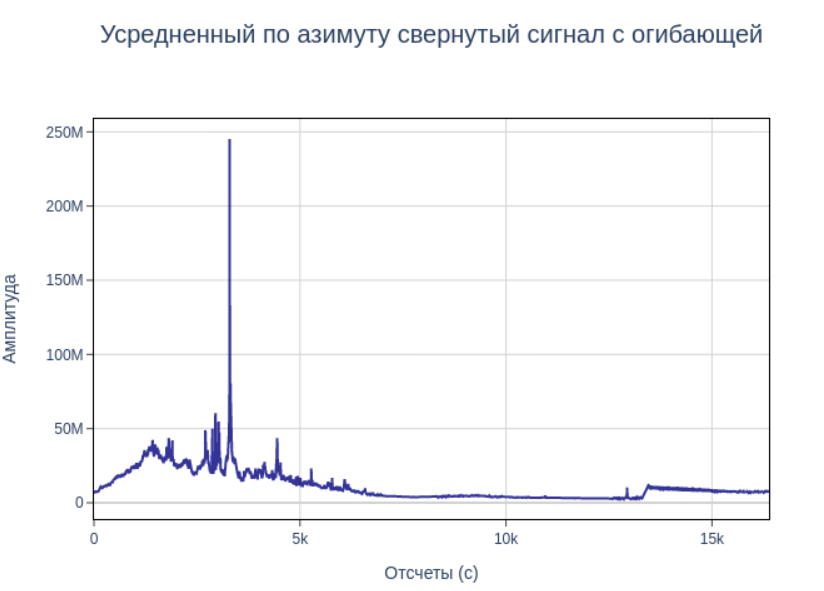 Усредненный по азимуту свернутый сигнал с огибающей
250M
200M
150M
100M
50M
0
Амплитуда
0 5k 10k 15k
Отсчеты (с)